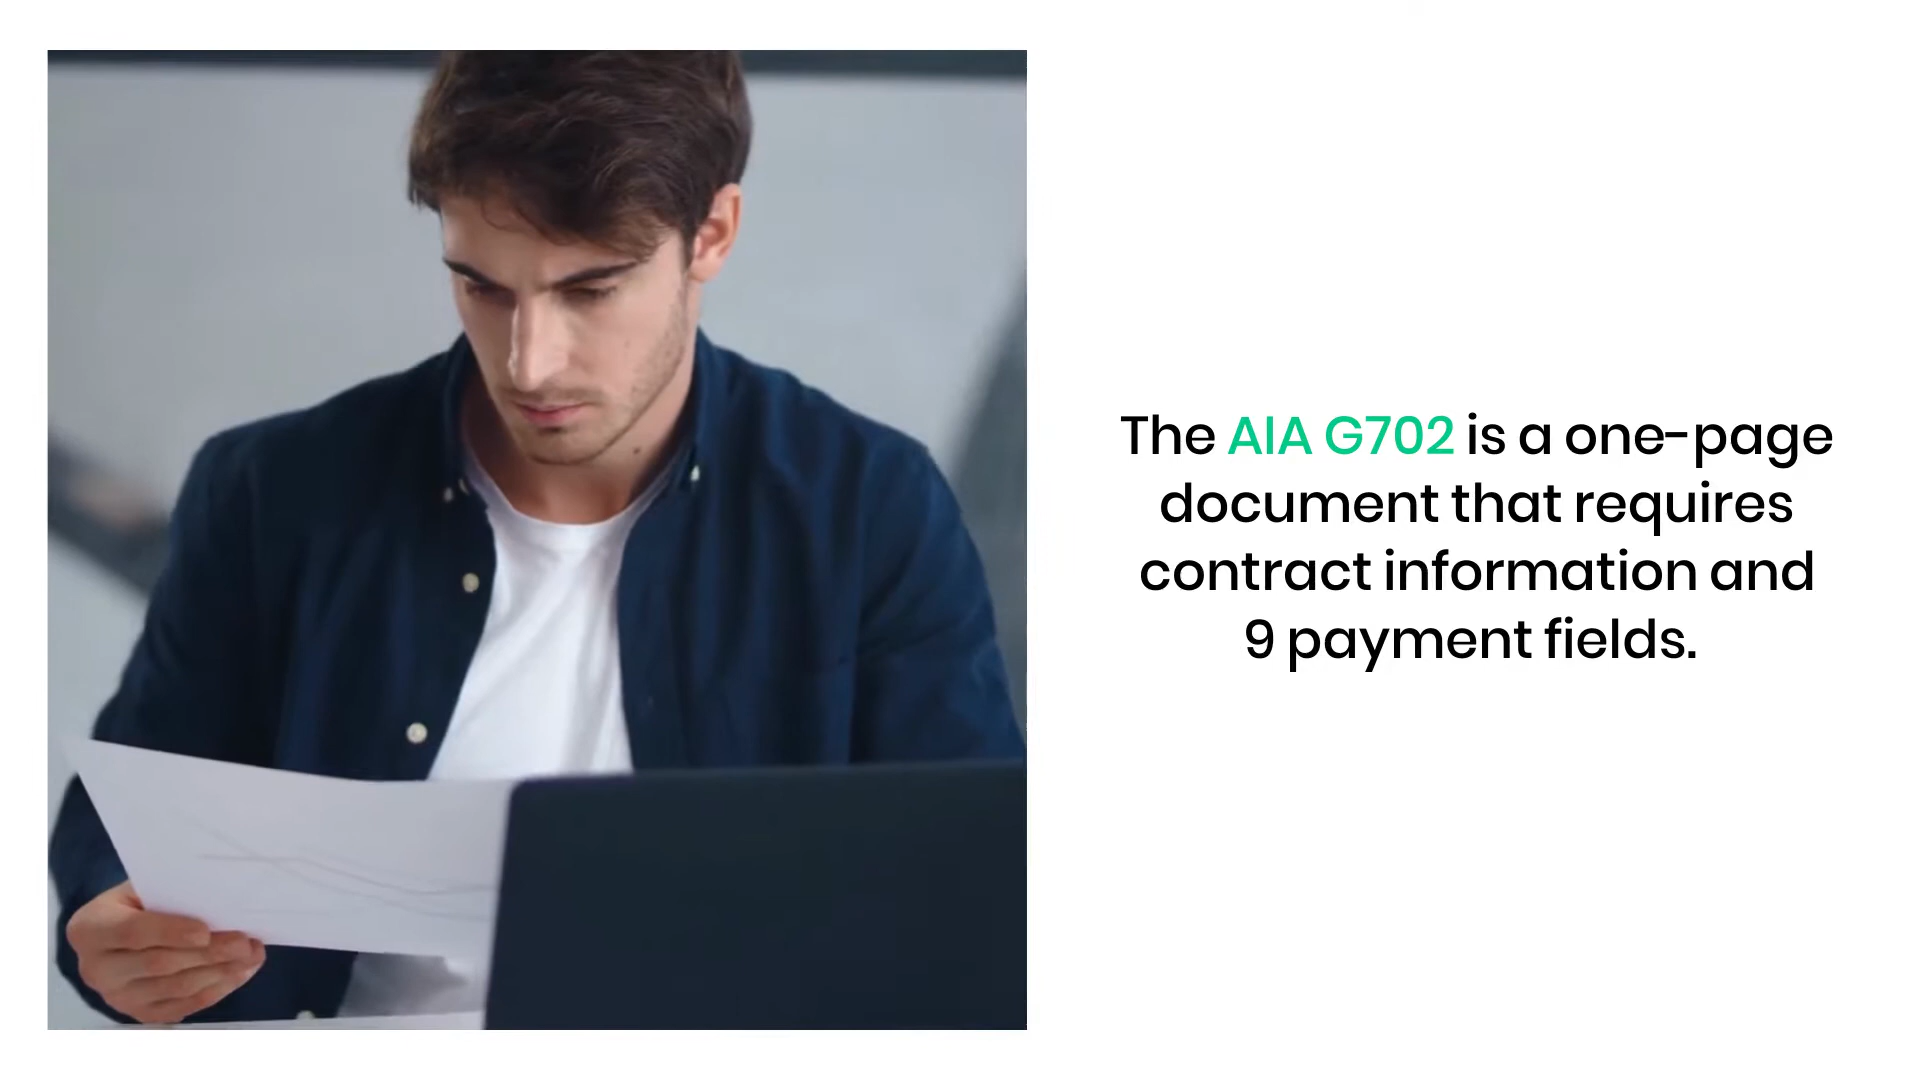 The AIA G702 is a one-page
document that requires
contract information and
9 payment fields.